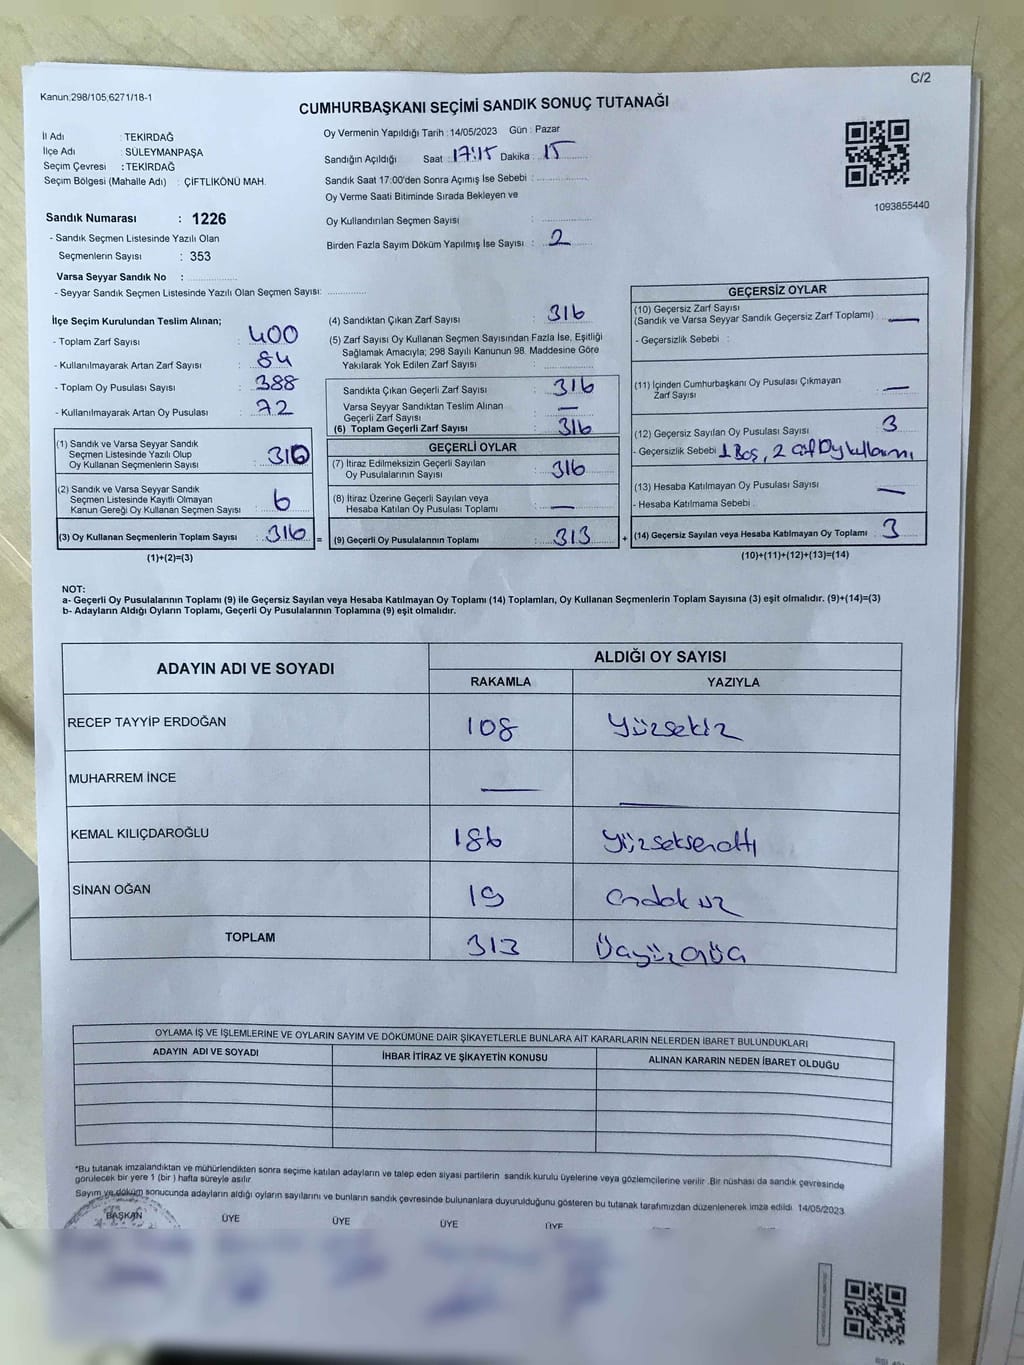 C/2
Kanun:298/105;6271/18-1
CUMHURBAŞKANI SEÇİMİ SANDIK SONUÇ TUTANAĞI
İl Adı : TEKİRDAĞ
İlçe Adı : SÜLEYMANPAŞA
Seçim Çevresi : TEKİRDAĞ
Seçim Bölgesi (Mahalle Adı) : ÇİFTLİKÖNÜ MAH.
Sandık Numarası : 1226
- Sandık Seçmen Listesinde Yazılı Olan
Seçmenlerin Sayısı : 353
Varsa Seyyar Sandık No :
- Seyyar Sandık Seçmen Listesinde Yazılı Olan Seçmen Sayısı:
Oy Vermenin Yapıldığı Tarih : 14/05/2023 Gün : Pazar
Sandığın Açıldığı Saat : 17:15 Dakika : 15
Sandık Saat 17:00'den Sonra Açımış İse Sebebi :
Oy Verme Saati Bitiminde Sırada Bekleyen ve
Oy Kullandırılan Seçmen Sayısı :
Birden Fazla Sayım Döküm Yapılmış İse Sayısı : 2
1093855440
İlçe Seçim Kurulundan Teslim Alınan;
- Toplam Zarf Sayısı : 400
- Kullanılmayarak Artan Zarf Sayısı : 84
- Toplam Oy Pusulası Sayısı : 388
- Kullanılmayarak Artan Oy Pusulası : 72
(1) Sandık ve Varsa Seyyar Sandık
Seçmen Listesinde Yazılı Olup
Oy Kullanan Seçmenlerin Sayısı : 310
(2) Sandık ve Varsa Seyyar Sandık
Seçmen Listesinde Kayıtlı Olmayan
Kanun Gereği Oy Kullanan Seçmen Sayısı : 6
(3) Oy Kullanan Seçmenlerin Toplam Sayısı : 316 =
(1)+(2)=(3)
(4) Sandıktan Çıkan Zarf Sayısı : 316
(5) Zarf Sayısı Oy Kullanan Seçmen Sayısından Fazla İse, Eşitliği
Sağlamak Amacıyla; 298 Sayılı Kanunun 98. Maddesine Göre
Yakılarak Yok Edilen Zarf Sayısı :
Sandıkta Çıkan Geçerli Zarf Sayısı : 316
Varsa Seyyar Sandıktan Teslim Alınan
Geçerli Zarf Sayısı : —
(6) Toplam Geçerli Zarf Sayısı : 316
GEÇERLİ OYLAR
(7) İtiraz Edilmeksizin Geçerli Sayılan
Oy Pusulasının Sayısı : 316
(8) İtiraz Üzerine Geçerli Sayılan veya
Hesaba Katılan Oy Pusulası Toplamı : —
(9) Geçerli Oy Pusulalarının Toplamı : 313 +
GEÇERSİZ OYLAR
(10) Geçersiz Zarf Sayısı
(Sandık ve Varsa Seyyar Sandık Geçersiz Zarf Toplamı) : —
- Geçersizlik Sebebi :
(11) İçinden Cumhurbaşkanı Oy Pusulası Çıkmayan
Zarf Sayısı : —
(12) Geçersiz Sayılan Oy Pusulası Sayısı : 3
- Geçersizlik Sebebi : 1 Boş, 2 çift Oy kullanımı
(13) Hesaba Katılmayan Oy Pusulası Sayısı : —
- Hesaba Katılmama Sebebi :
(14) Geçersiz Sayılan veya Hesaba Katılmayan Oy Toplamı : 3
(10)+(11)+(12)+(13)=(14)
NOT:
a- Geçerli Oy Pusulalarının Toplamı (9) ile Geçersiz Sayılan veya Hesaba Katılmayan Oy Toplamı (14) Toplamları, Oy Kullanan Seçmenlerin Toplam Sayısına (3) eşit olmalıdır. (9)+(14)=(3)
b- Adayların Aldığı Oyların Toplamı, Geçerli Oy Pusulalarının Toplamına (9) eşit olmalıdır.
ADAYIN ADI VE SOYADI ALDIĞI OY SAYISI
RAKAMLA YAZIYLA
RECEP TAYYİP ERDOĞAN 108 Yüzsekiz
MUHARREM İNCE — —
KEMAL KILIÇDAROĞLU 186 Yüzseksenaltı
SİNAN OĞAN 19 ondokuz
TOPLAM 313 Üçyüzonüç
OYLAMA İŞ VE İŞLEMLERİNE VE OYLARIN SAYIM VE DÖKÜMÜNE DAİR ŞİKAYETLERLE BUNLARA AİT KARARLARIN NELERDEN İBARET BULUNDUKLARI
ADAYIN ADI VE SOYADI İHBAR İTİRAZ VE ŞİKAYETİN KONUSU ALINAN KARARIN NEDEN İBARET OLDUĞU
*Bu tutanak imzalandıktan ve mühürlendikten sonra seçime katılan adayların ve talep eden siyasi partilerin sandık kurulu üyelerine veya gözlemcilerine verilir .Bir nüshası da sandık çevresinde
görülecek bir yere 1 (bir ) hafta süreyle asılır.
Sayım ve döküm sonucunda adayların aldığı oyların sayılarını ve bunların sandık çevresinde bulunanlara duyurulduğunu gösteren bu tutanak tarafımızdan düzenlenerek imza edildi. 14/05/2023
BAŞKAN ÜYE ÜYE ÜYE ÜYE